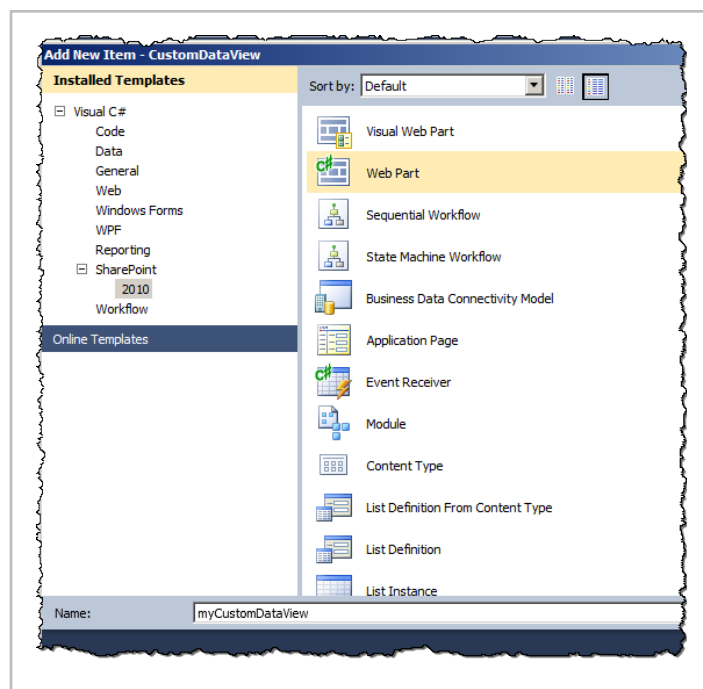 Add New Item - CustomDataView
Installed Templates
Sort by: Default
Visual C#
Code
Data
General
Web
Windows Forms
WPF
Reporting
SharePoint
2010
Workflow
Online Templates
Visual Web Part
C# Web Part
Sequential Workflow
State Machine Workflow
Business Data Connectivity Model
Application Page
C# Event Receiver
Module
Content Type
List Definition From Content Type
List Definition
List Instance
Name: myCustomDataView